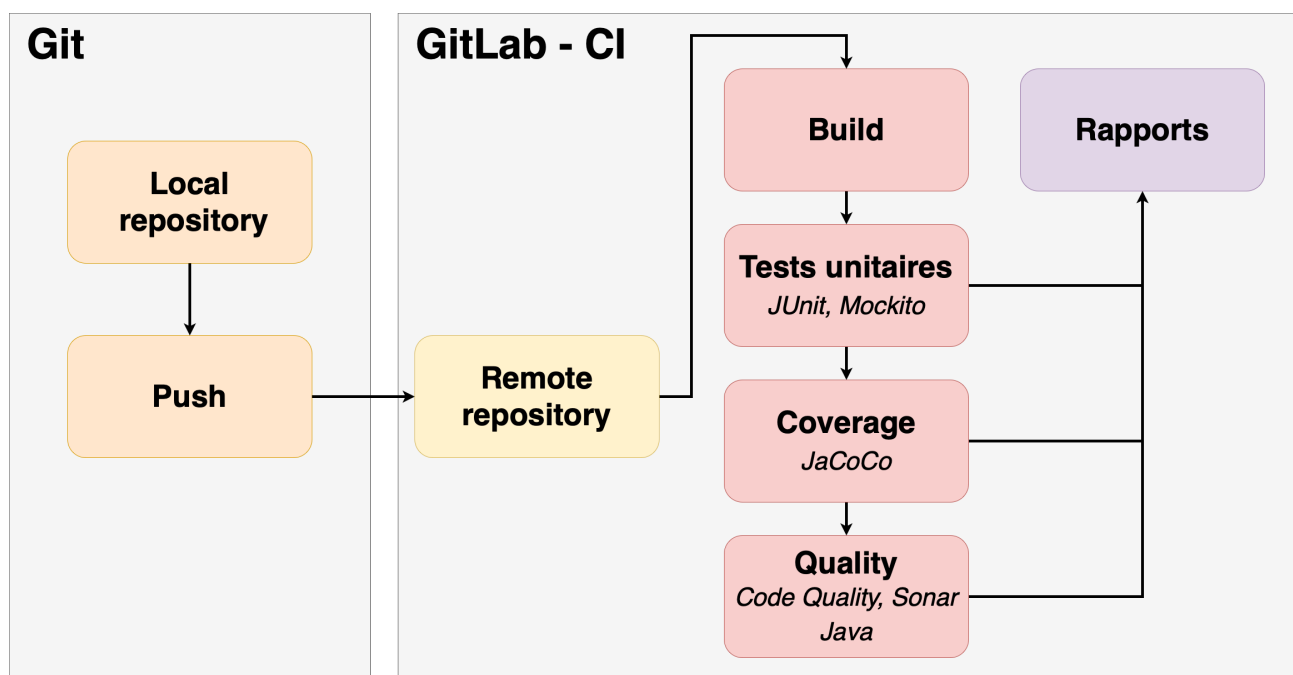 Git
Local
repository
Push
GitLab - CI
Remote
repository
Build
Tests unitaires
JUnit, Mockito
Coverage
JaCoCo
Quality
Code Quality, Sonar
Java
Rapports